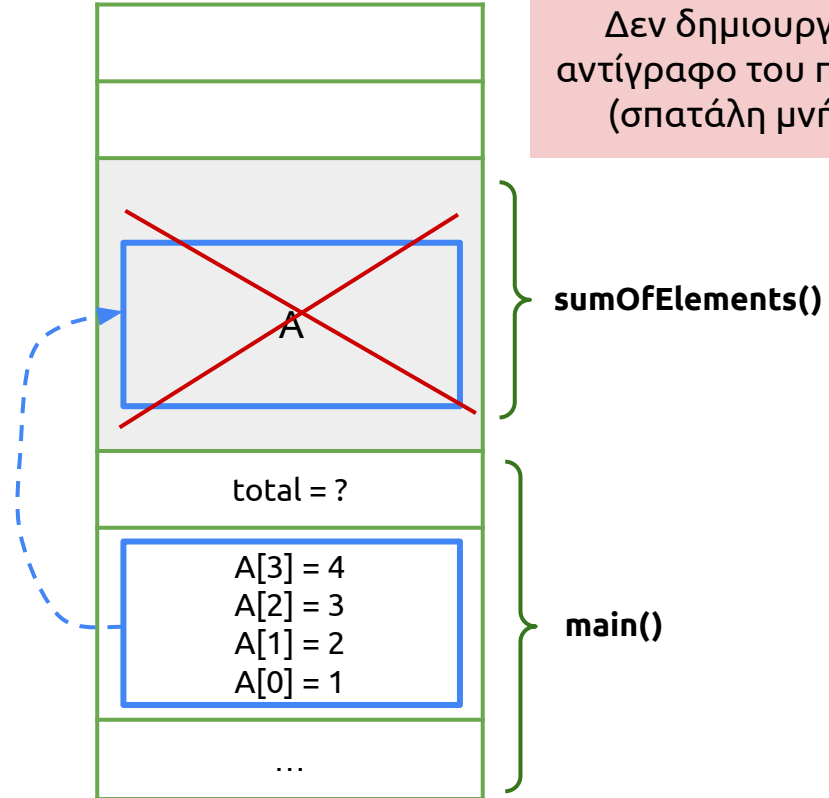 Δεν δημιουργ
αντίγραφο του π
(σπατάλη μνή
sumOfElements()
A
total = ?
A[3] = 4
A[2] = 3
A[1] = 2
A[0] = 1
main()
...